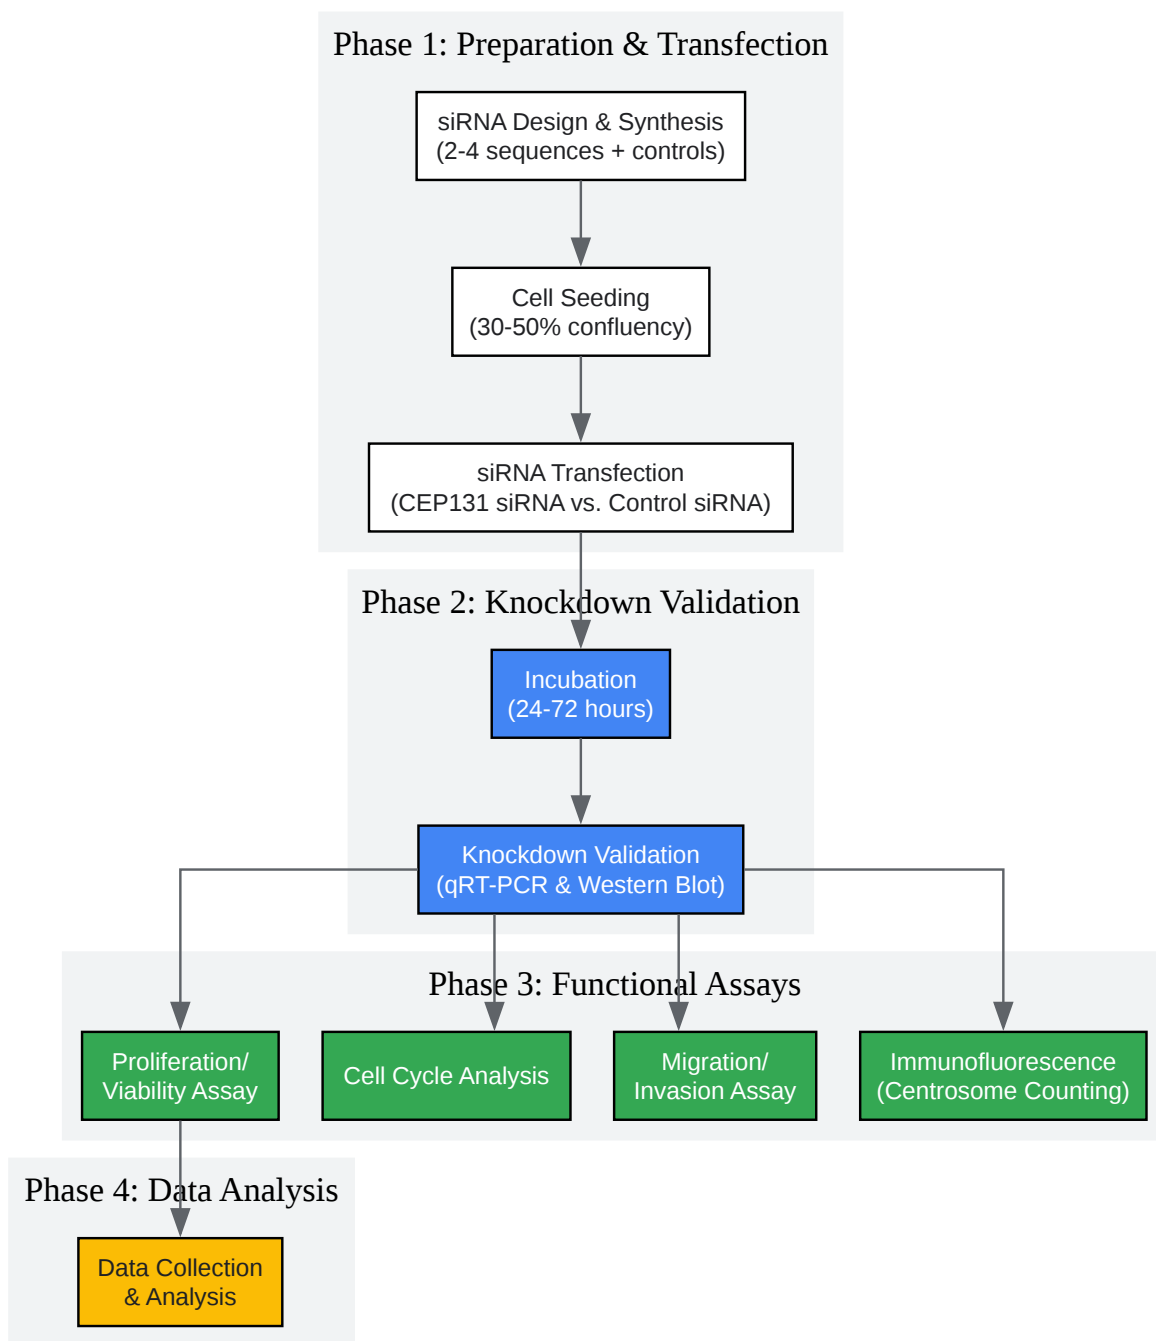 Phase 1: Preparation & Transfection
siRNA Design & Synthesis
(2-4 sequences + controls)
Cell Seeding
(30-50% confluency)
siRNA Transfection
(CEP131 siRNA vs. Control siRNA)
Phase 2: Knockdown Validation
Incubation
(24-72 hours)
Knockdown Validation
(qRT-PCR & Western Blot)
Phase 3: Functional Assays
Proliferation/
Viability Assay
Cell Cycle Analysis
Migration/
Invasion Assay
Immunofluorescence
(Centrosome Counting)
Phase 4: Data Analysis
Data Collection
& Analysis